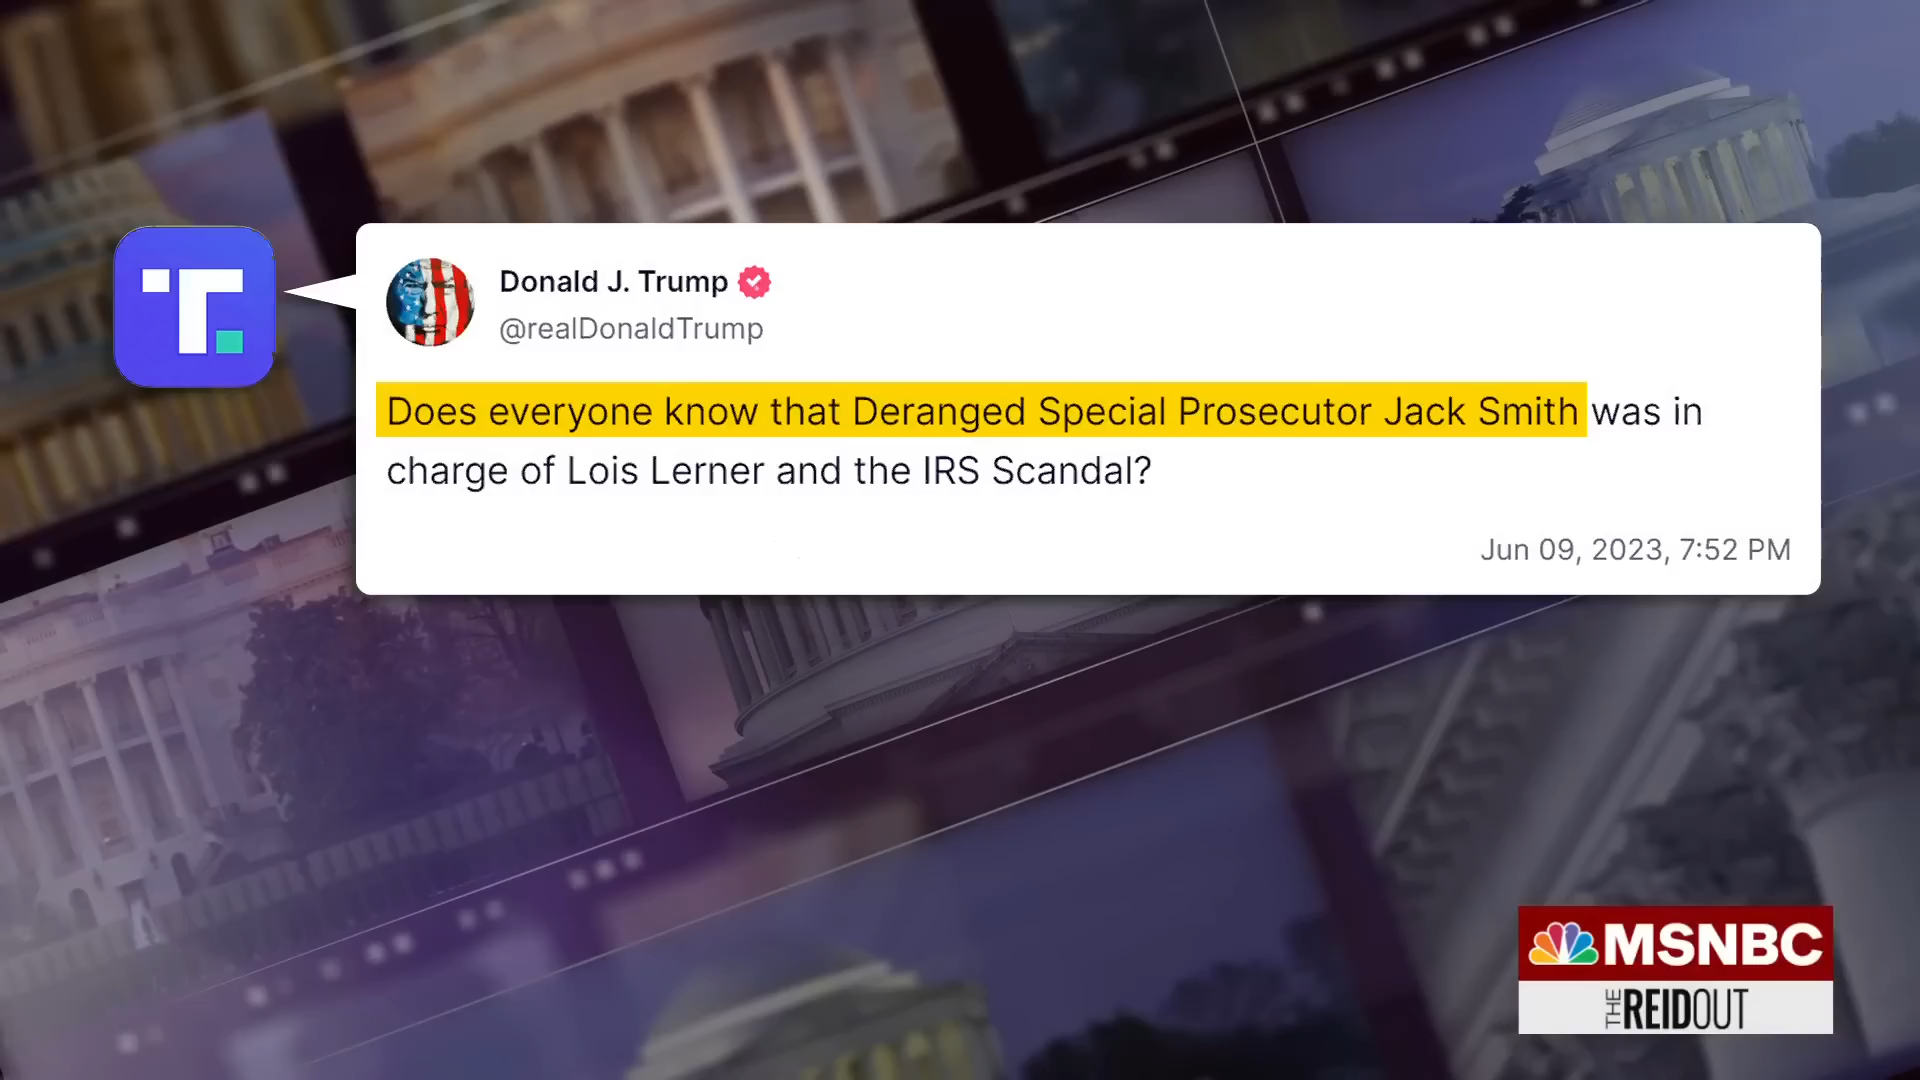 Donald J. Trump
@realDonaldTrump
Does everyone know that Deranged Special Prosecutor Jack Smith was in
charge of Lois Lerner and the IRS Scandal?
Jun 09, 2023, 7:52 PM
MSNBC
THE REIDOUT